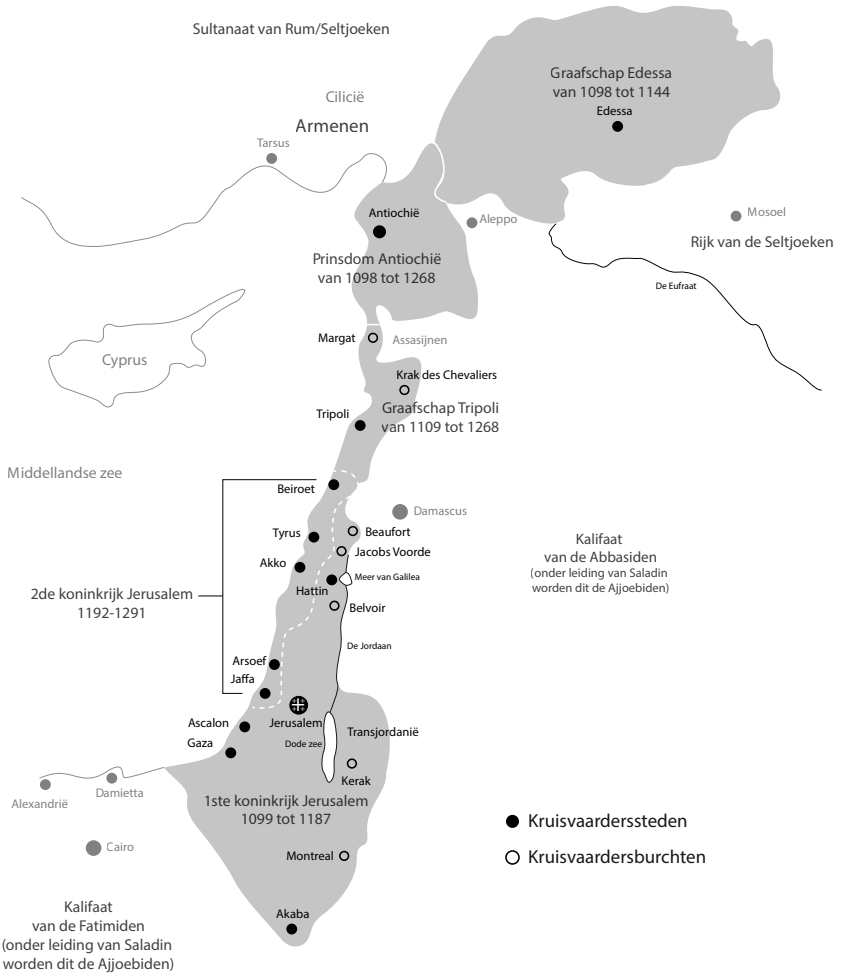 Sultanaat van Rum/Seltjoeken
Graafschap Edessa
van 1098 tot 1144
Edessa
Cilicië
Armenen
Tarsus
Antiochië
Aleppo
Mosoel
Rijk van de Seltjoeken
Prinsdom Antiochië
van 1098 tot 1268
De Eufraat
Margat
Assasijnen
Cyprus
Krak des Chevaliers
Graafschap Tripoli
van 1109 tot 1268
Tripoli
Middellandse zee
Beiroet
Damascus
Tyrus
Beaufort
Jacobs Voorde
Akko
Meer van Galilea
Hattin
Belvoir
Kalifaat
van de Abbasiden
(onder leiding van Saladin
worden dit de Ajjoebiden)
2de koninkrijk Jerusalem
1192-1291
De Jordaan
Arsoef
Jaffa
Ascalon
Jerusalem
Transjordanië
Gaza
Dode zee
Kerak
Alexandrië
Damietta
1ste koninkrijk Jerusalem
1099 tot 1187
Cairo
Montreal
Kruisvaarderssteden
Kruisvaardersburchten
Akaba
Kalifaat
van de Fatimiden
(onder leiding van Saladin
worden dit de Ajjoebiden)